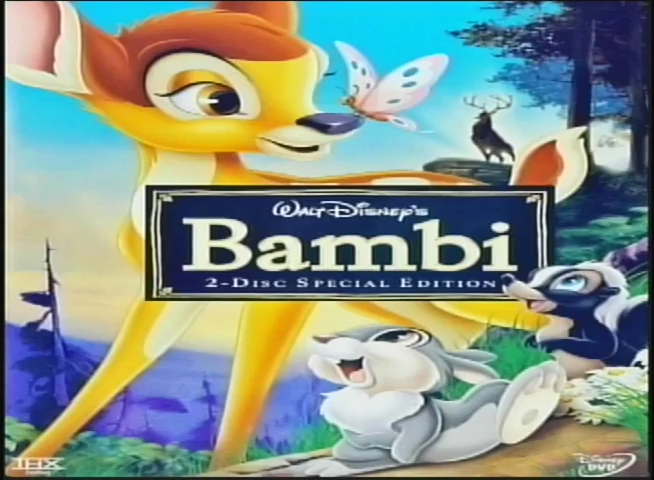 Walt Disney's
Bambi
2-Disc Special Edition
THX
Disney
DVD